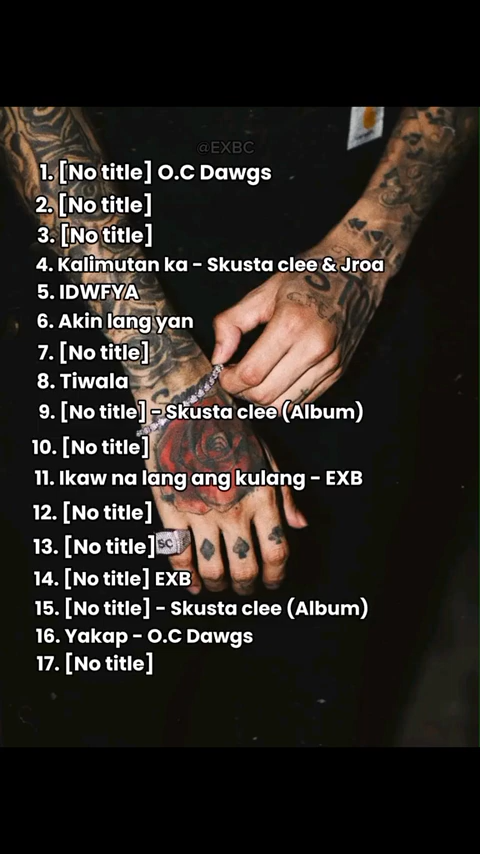 @EXBC
1. [No title] O.C Dawgs
2. [No title]
3. [No title]
4. Kalimutan ka - Skusta clee & Jroa
5. IDWFYA
6. Akin lang yan
7. [No title]
8. Tiwala
9. [No title] - Skusta clee (Album)
10. [No title]
11. Ikaw na lang ang kulang - EXB
12. [No title]
13. [No title]
SC
14. [No title] EXB
15. [No title] - Skusta clee (Album)
16. Yakap - O.C Dawgs
17. [No title]